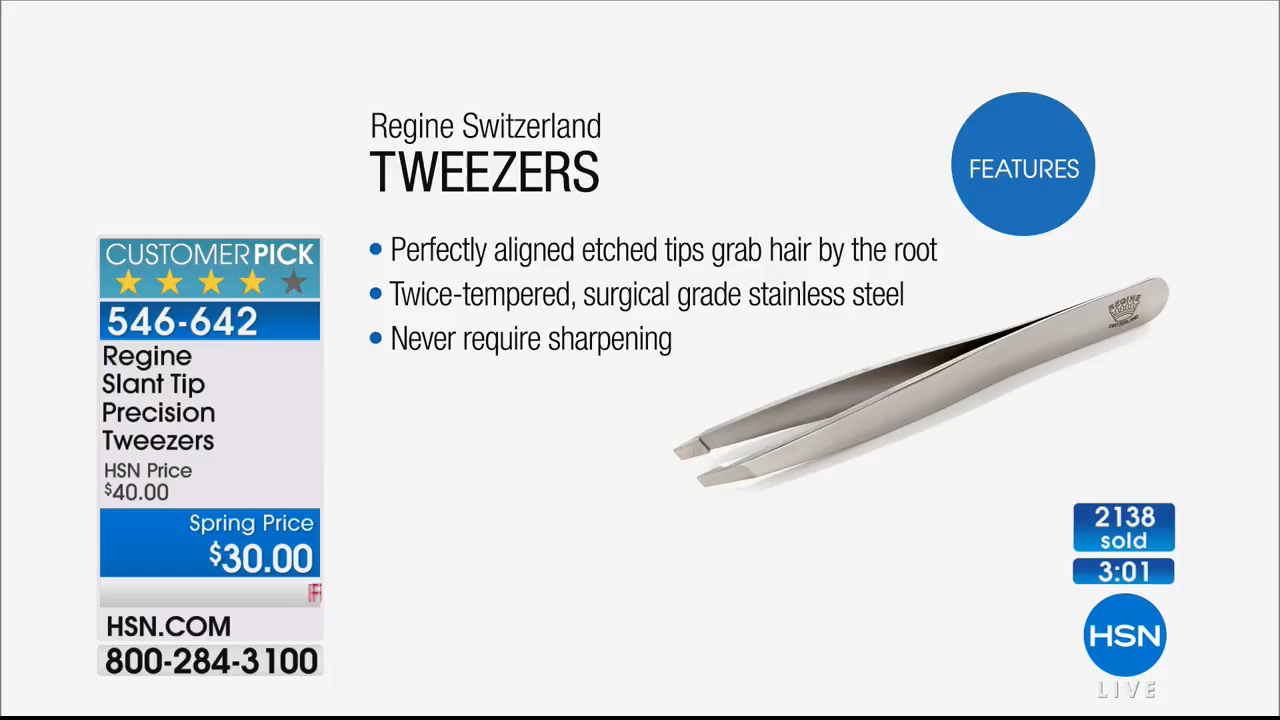 Regine Switzerland
TWEEZERS
FEATURES
• Perfectly aligned etched tips grab hair by the root
• Twice-tempered, surgical grade stainless steel
• Never require sharpening
REGINE
SWITZERLAND
CUSTOMER PICK
546-642
Regine
Slant Tip
Precision
Tweezers
HSN Price
$40.00
Spring Price
$30.00
HSN.COM
800-284-3100
2138
sold
3:01
HSN
LIVE